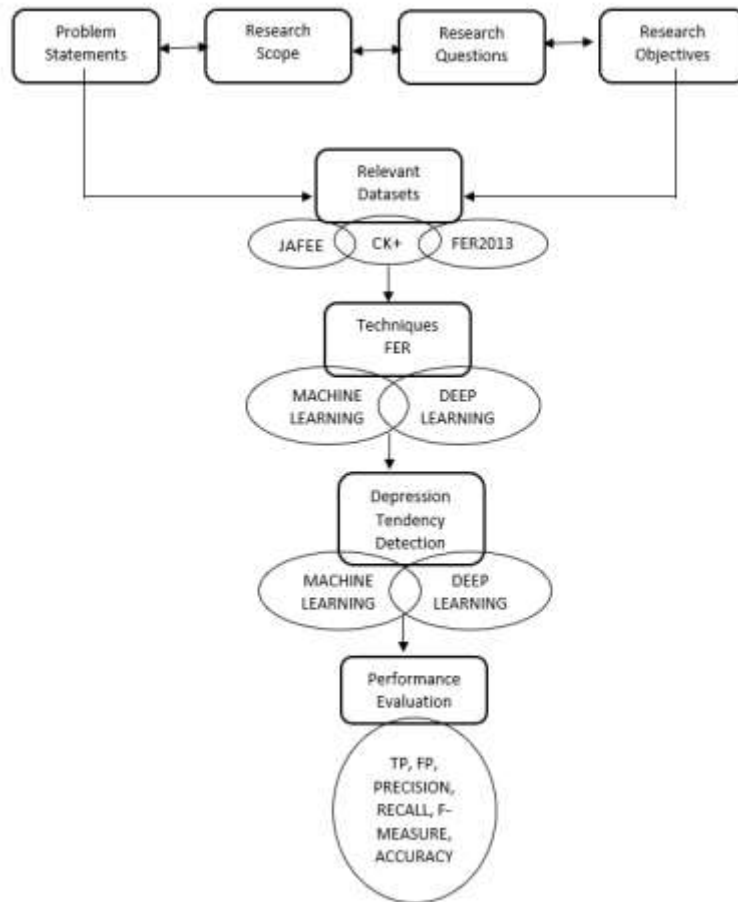 Problem
Statements
Research
Scope
Research
Questions
Research
Objectives
Relevant
Datasets
JAFEE
CK+
FER2013
Techniques
FER
MACHINE
LEARNING
DEEP
LEARNING
Depression
Tendency
Detection
MACHINE
LEARNING
DEEP
LEARNING
Performance
Evaluation
TP, FP,
PRECISION,
RECALL, F-
MEASURE,
ACCURACY